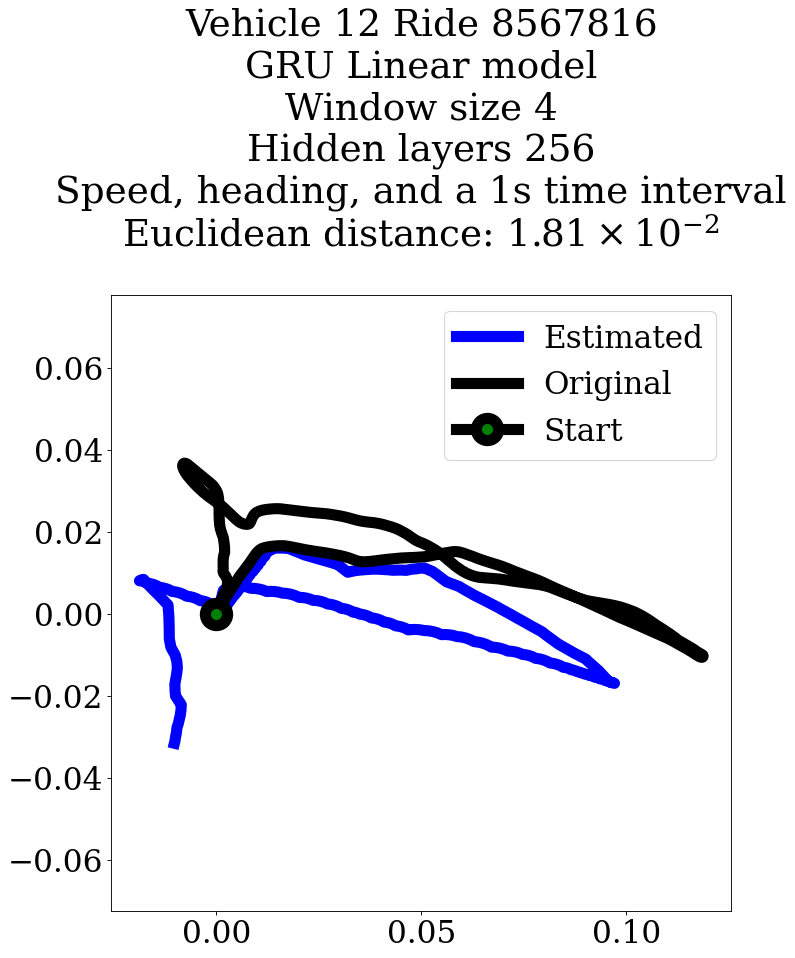 Vehicle 12 Ride 8567816
GRU Linear model
Window size 4
Hidden layers 256
Speed, heading, and a 1s time interval
Euclidean distance: 1.81 × 10⁻²
Estimated
Original
Start
0.06
0.04
0.02
0.00
−0.02
−0.04
−0.06
0.00 0.05 0.10